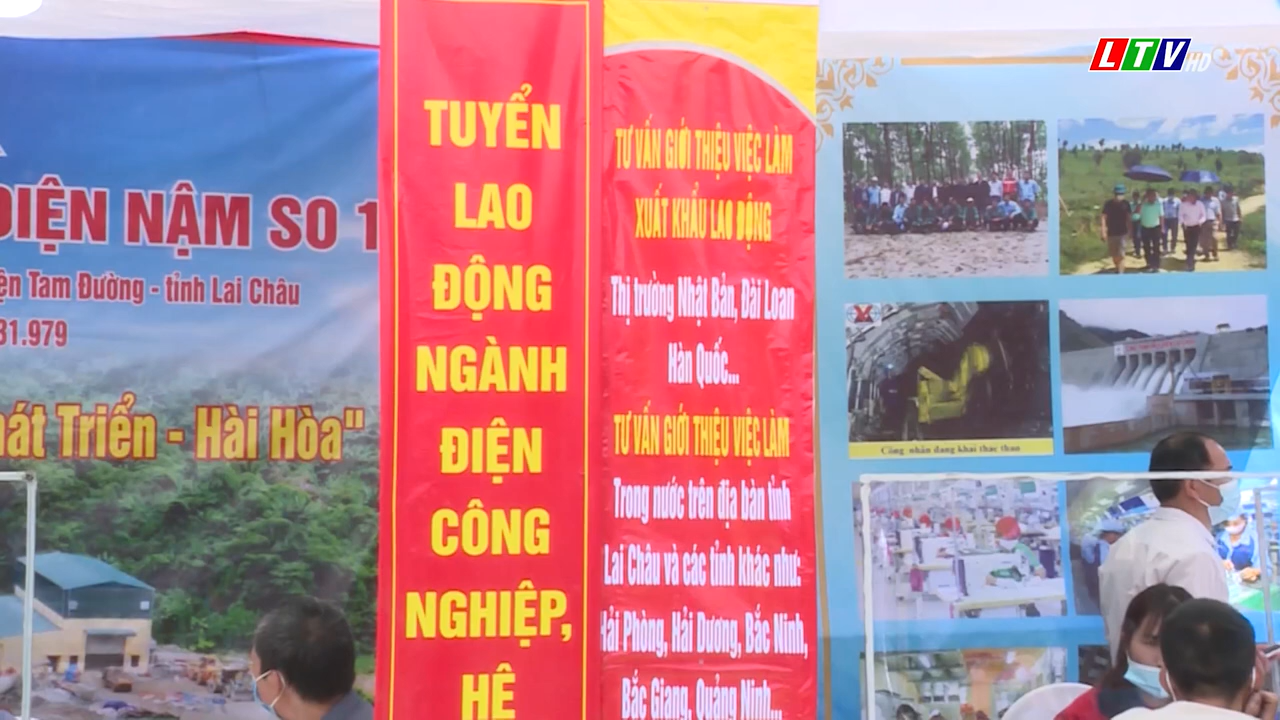 LTV HD
ĐIỆN NẬM SO 1
Tam Đường - tỉnh Lai Châu
31.979
Triển - Hài Hòa"
TUYỂN
LAO
ĐỘNG
NGÀNH
ĐIỆN
CÔNG
NGHIỆP,
HỆ
TƯ VẤN GIỚI THIỆU VIỆC LÀM
XUẤT KHẨU LAO ĐỘNG
Thị trường Nhật Bản, Đài Loan
Hàn Quốc...
TƯ VẤN GIỚI THIỆU VIỆC LÀM
Trong nước trên địa bàn tỉnh
Lai Châu và các tỉnh khác như:
Hải Phòng, Hải Dương, Bắc Ninh,
Bắc Giang, Quảng Ninh...
Công nhân đang khai thác than